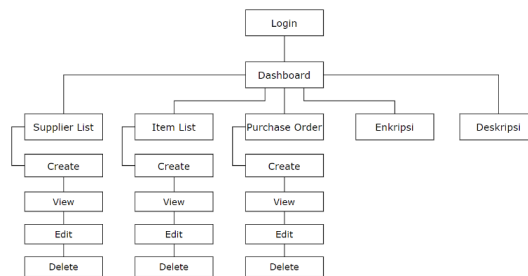 Login
Dashboard
Supplier List
Item List
Purchase Order
Enkripsi
Deskripsi
Create
Create
Create
View
View
View
Edit
Edit
Edit
Delete
Delete
Delete